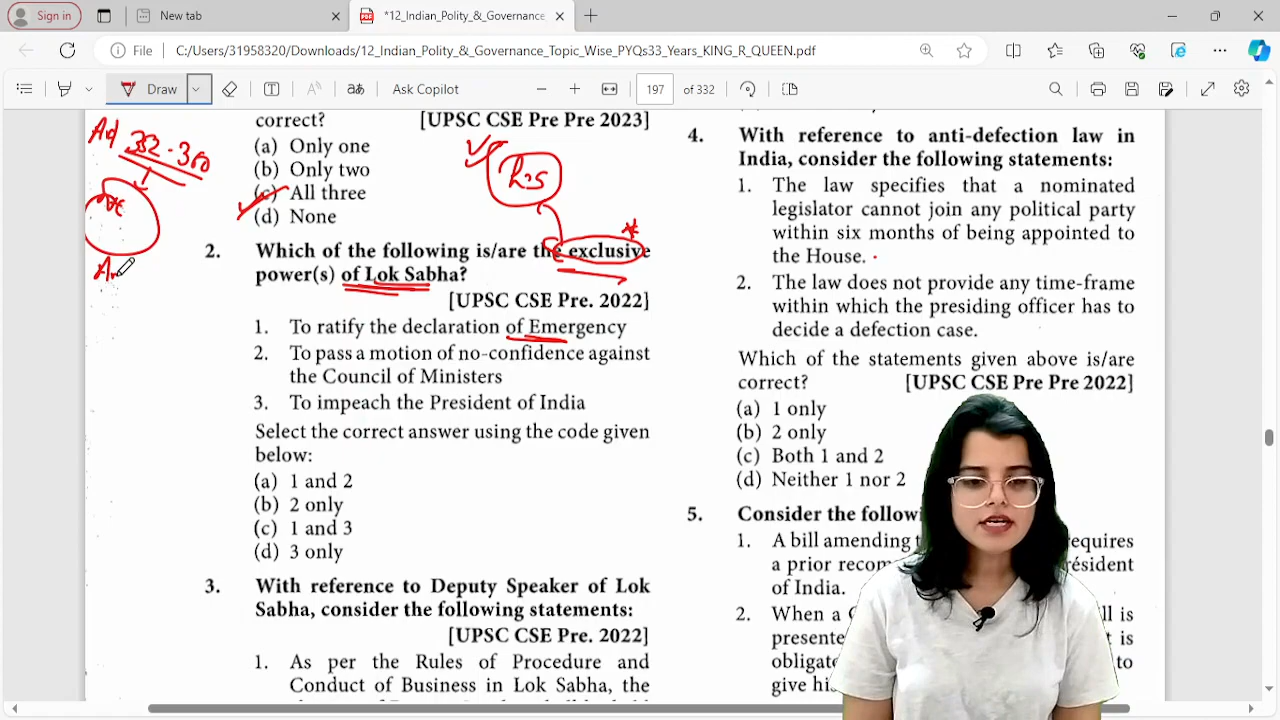 Sign in
New tab
*12_Indian_Polity_&_Governance
File
C:/Users/31958320/Downloads/12_Indian_Polity_&_Governance_Topic_Wise_PYQs33_Years_KING_R_QUEEN.pdf
Draw
Ask Copilot
197 of 332
correct? [UPSC CSE Pre Pre 2023]
(a) Only one
(b) Only two
(c) All three
(d) None
R.S
2. Which of the following is/are the exclusive
power(s) of Lok Sabha?
[UPSC CSE Pre. 2022]
1. To ratify the declaration of Emergency
2. To pass a motion of no-confidence against
the Council of Ministers
3. To impeach the President of India
Select the correct answer using the code given
below:
(a) 1 and 2
(b) 2 only
(c) 1 and 3
(d) 3 only
3. With reference to Deputy Speaker of Lok
Sabha, consider the following statements:
[UPSC CSE Pre. 2022]
1. As per the Rules of Procedure and
Conduct of Business in Lok Sabha, the
4. With reference to anti-defection law in
India, consider the following statements:
1. The law specifies that a nominated
legislator cannot join any political party
within six months of being appointed to
the House.
2. The law does not provide any time-frame
within which the presiding officer has to
decide a defection case.
Which of the statements given above is/are
correct? [UPSC CSE Pre Pre 2022]
(a) 1 only
(b) 2 only
(c) Both 1 and 2
(d) Neither 1 nor 2
5. Consider the
1. A bill amending requires
a prior
of India.
2. When a is
presented is
to
give his